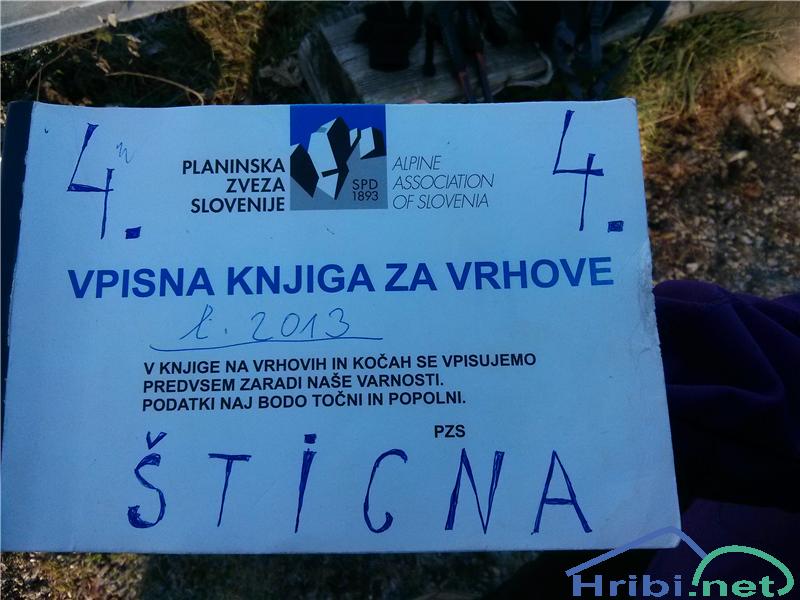 4. 4.
PLANINSKA
ZVEZA
SLOVENIJE
SPD
1893
ALPINE
ASSOCIATION
OF SLOVENIA
VPISNA KNJIGA ZA VRHOVE
l. 2013
V KNJIGE NA VRHOVIH IN KOČAH SE VPISUJEMO
PREDVSEM ZARADI NAŠE VARNOSTI.
PODATKI NAJ BODO TOČNI IN POPOLNI.
PZS
ŠTICNA
Hribi.net